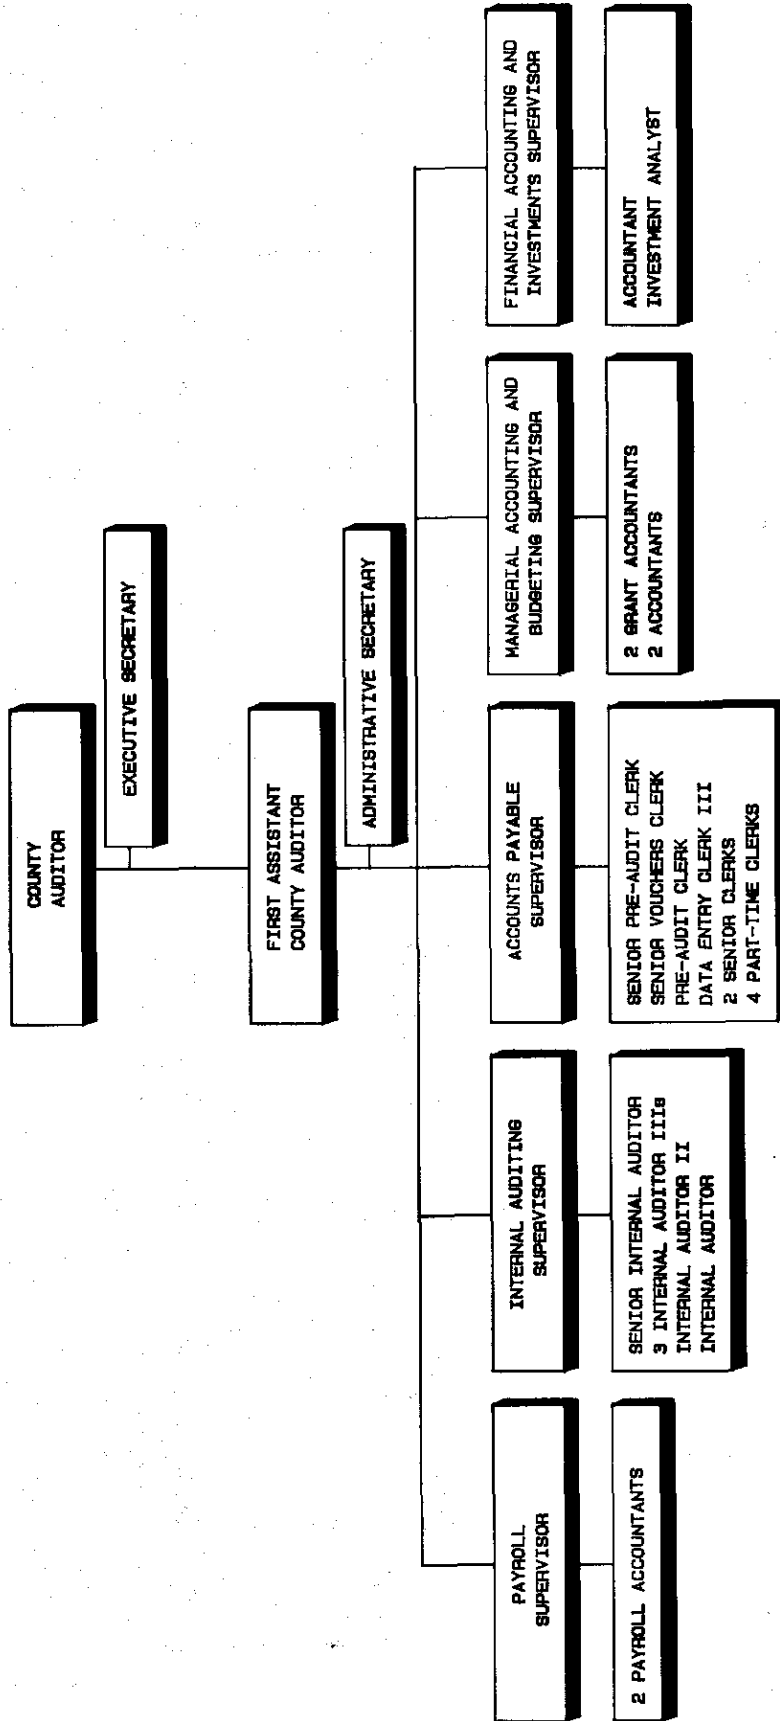 COUNTY
AUDITOR
EXECUTIVE SECRETARY
FIRST ASSISTANT
COUNTY AUDITOR
ADMINISTRATIVE SECRETARY
PAYROLL
SUPERVISOR
2 PAYROLL ACCOUNTANTS
INTERNAL AUDITING
SUPERVISOR
SENIOR INTERNAL AUDITOR
3 INTERNAL AUDITOR IIIs
INTERNAL AUDITOR II
INTERNAL AUDITOR
ACCOUNTS PAYABLE
SUPERVISOR
SENIOR PRE-AUDIT CLERK
SENIOR VOUCHERS CLERK
PRE-AUDIT CLERK
DATA ENTRY CLERK III
2 SENIOR CLERKS
4 PART-TIME CLERKS
MANAGERIAL ACCOUNTING AND
BUDGETING SUPERVISOR
2 GRANT ACCOUNTANTS
2 ACCOUNTANTS
FINANCIAL ACCOUNTING AND
INVESTMENTS SUPERVISOR
ACCOUNTANT
INVESTMENT ANALYST